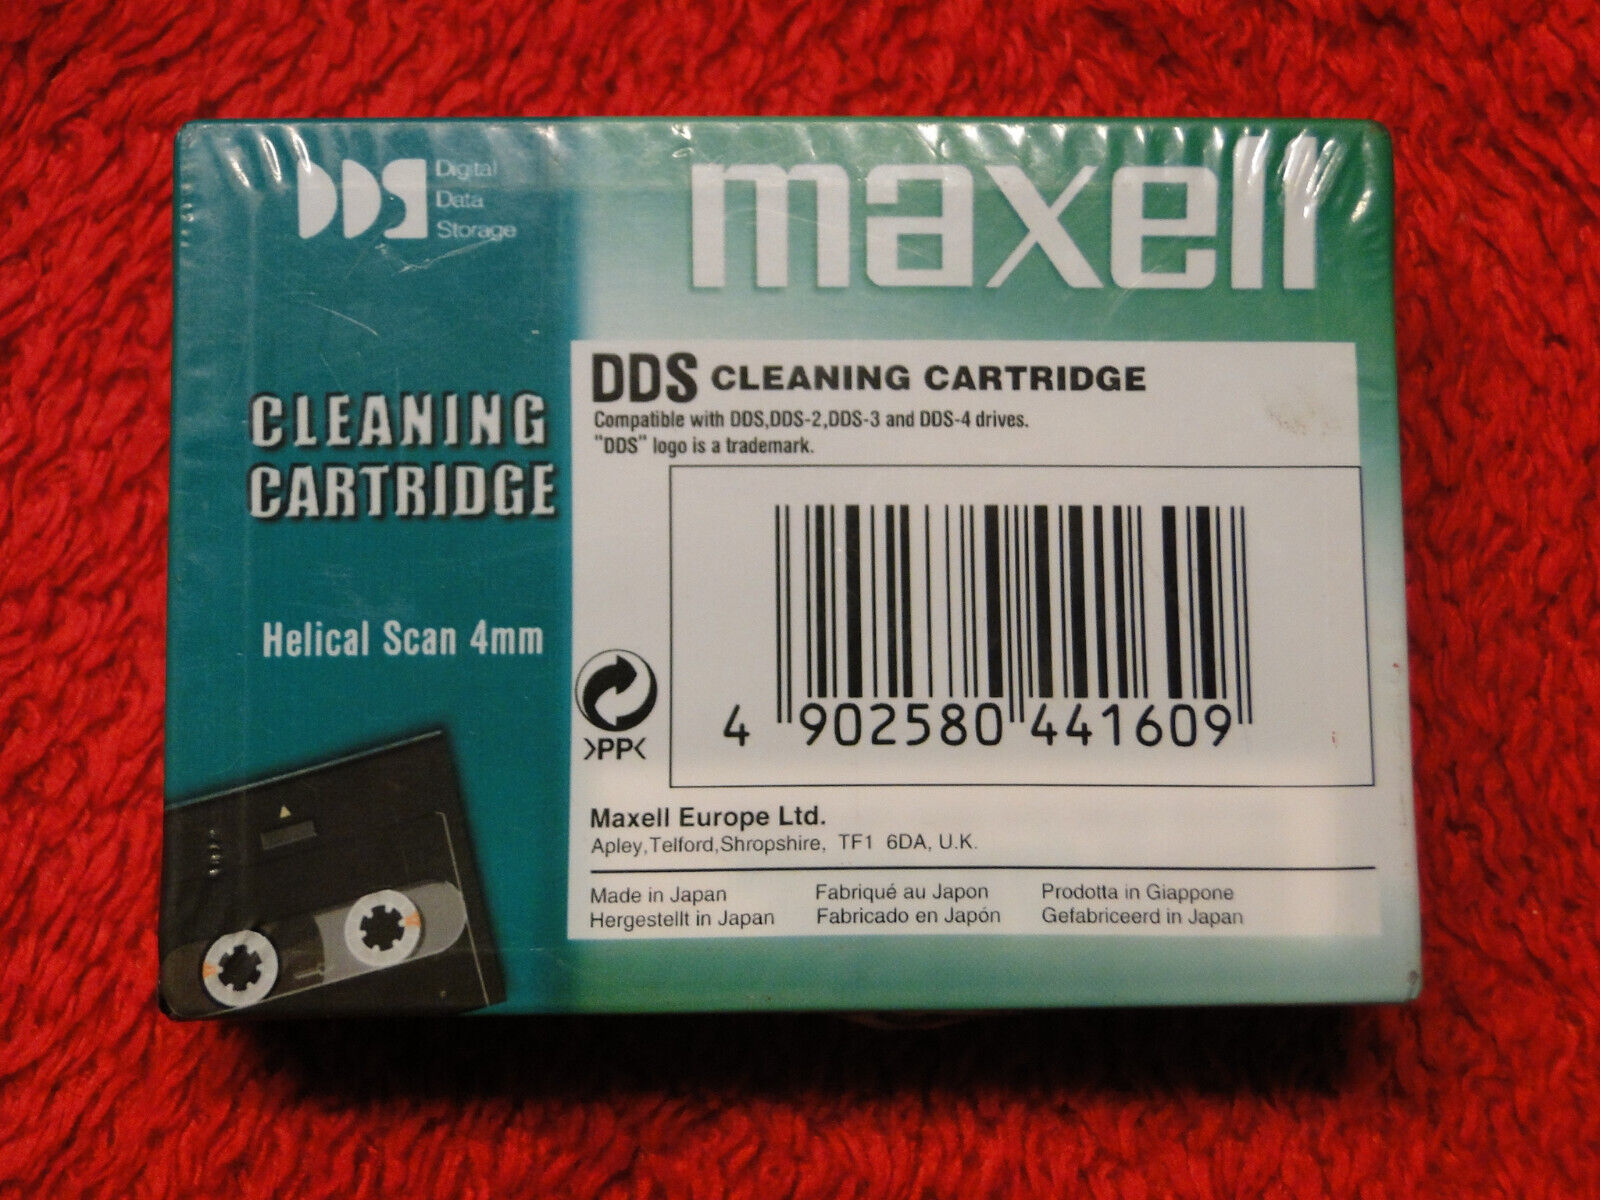 DDS Digital
Data
Storage
maxell
CLEANING
CARTRIDGE
Helical Scan 4mm
DDS CLEANING CARTRIDGE
Compatible with DDS,DDS-2,DDS-3 and DDS-4 drives.
"DDS" logo is a trademark.
4 902580 441609
>PP<
Maxell Europe Ltd.
Apley,Telford,Shropshire, TF1 6DA, U.K.
Made in Japan Fabriqué au Japon Prodotta in Giappone
Hergestellt in Japan Fabricado en Japón Gefabriceerd in Japan